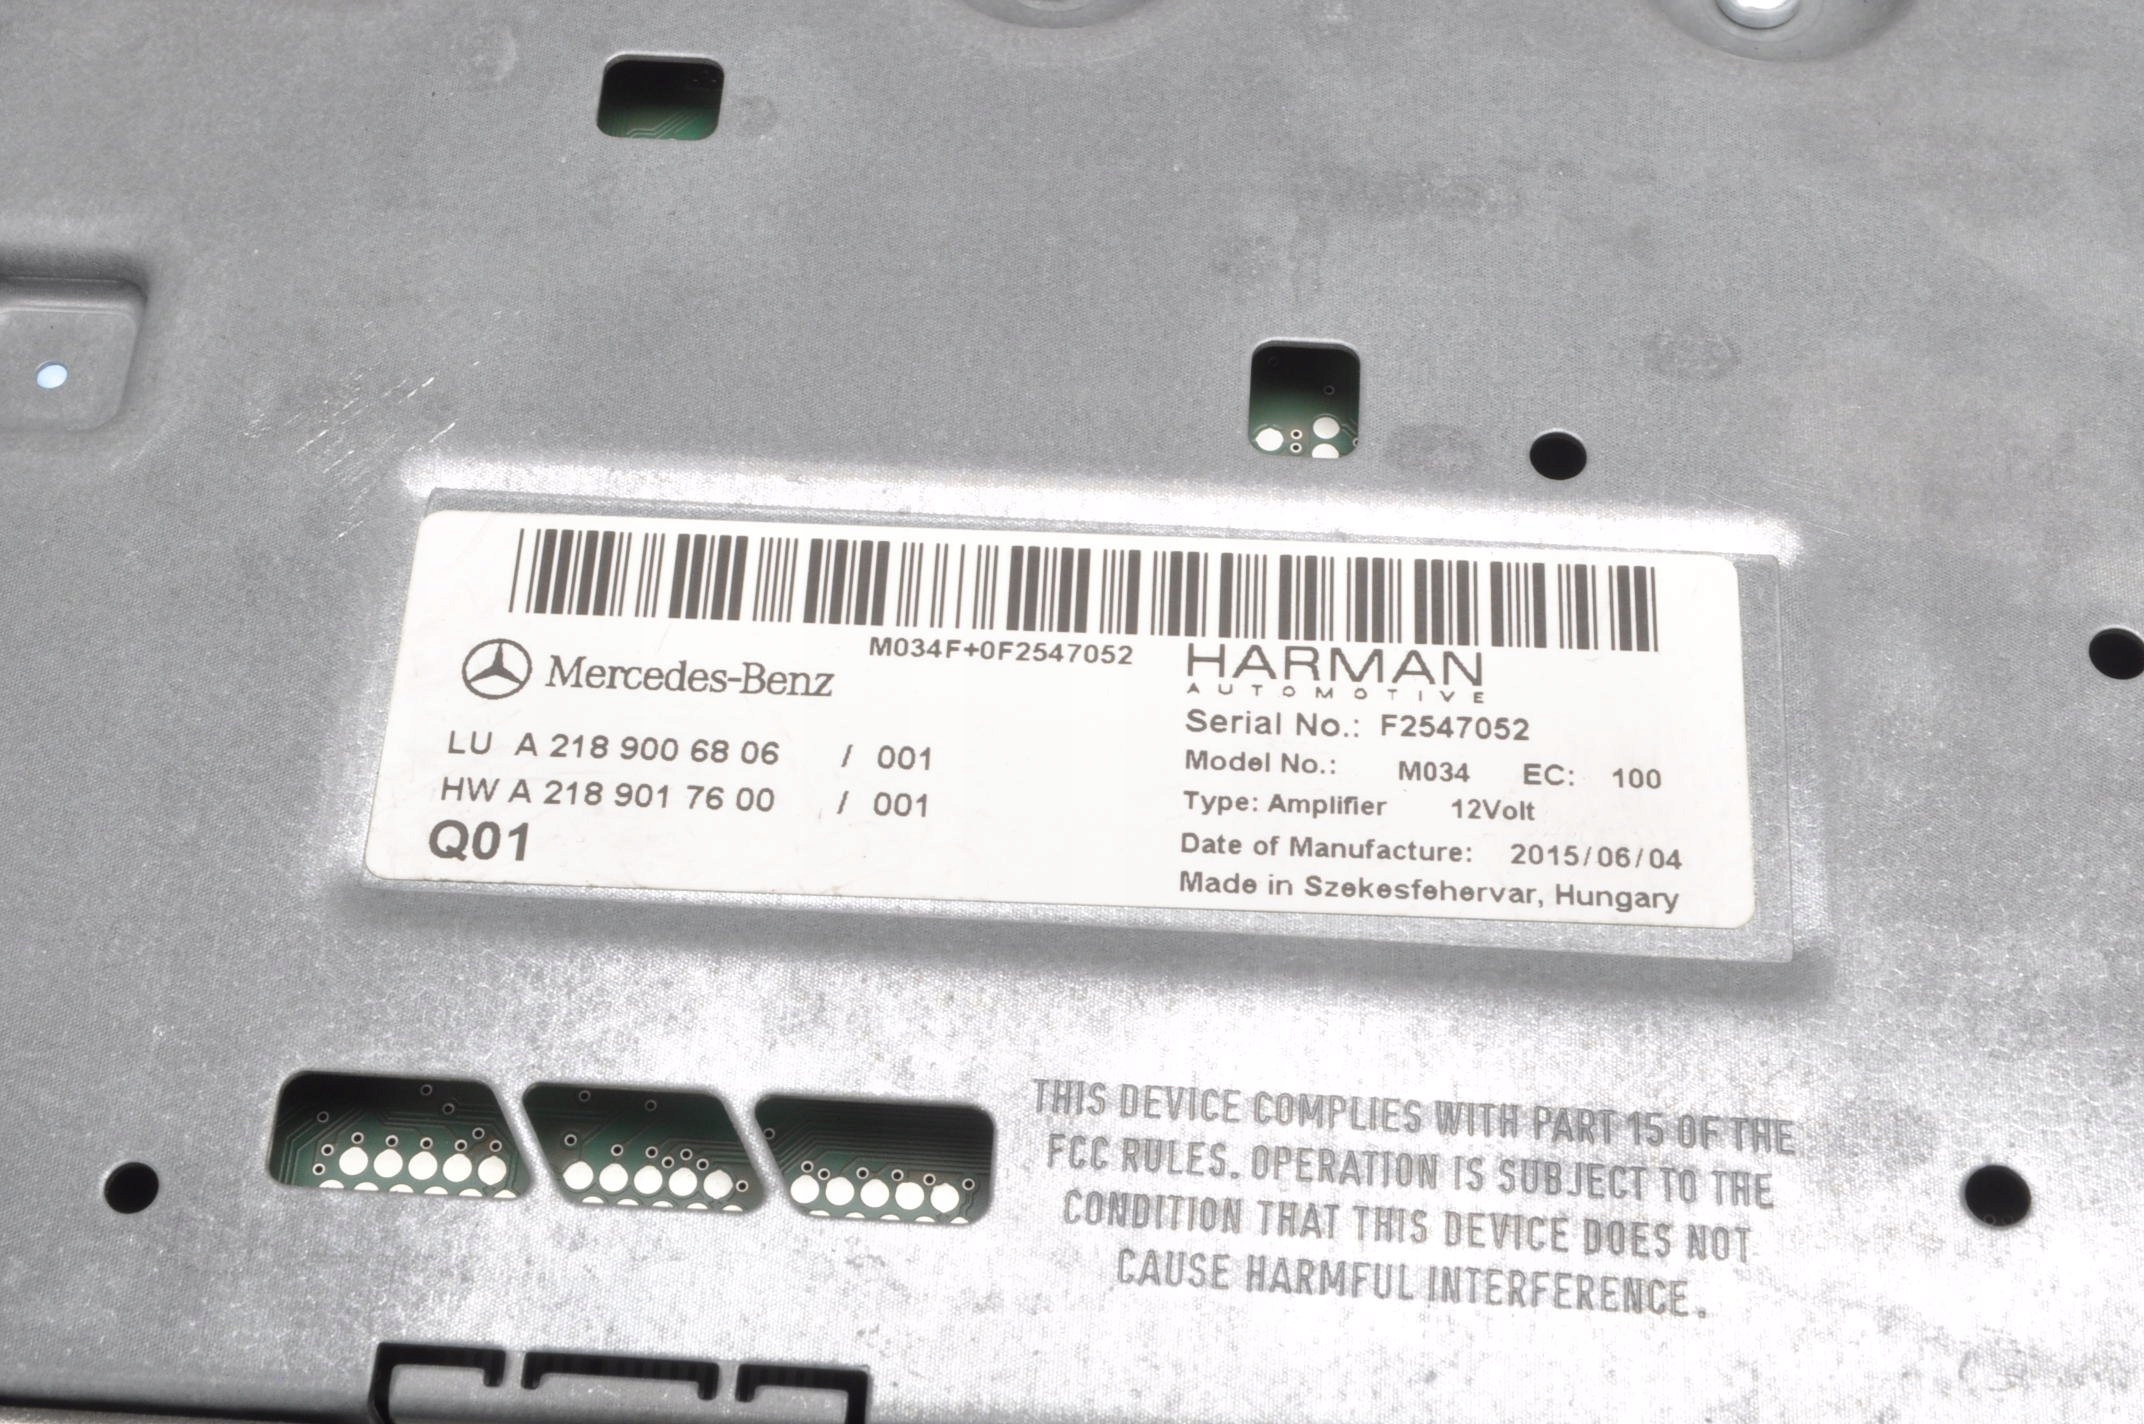 M034F+0F2547052
Mercedes-Benz
HARMAN
AUTOMOTIVE
LU A 218 900 68 06 / 001
HW A 218 901 76 00 / 001
Q01
Serial No.: F2547052
Model No.: M034 EC: 100
Type: Amplifier 12Volt
Date of Manufacture: 2015/06/04
Made in Szekesfehervar, Hungary
THIS DEVICE COMPLIES WITH PART 15 OF THE
FCC RULES. OPERATION IS SUBJECT TO THE
CONDITION THAT THIS DEVICE DOES NOT
CAUSE HARMFUL INTERFERENCE.